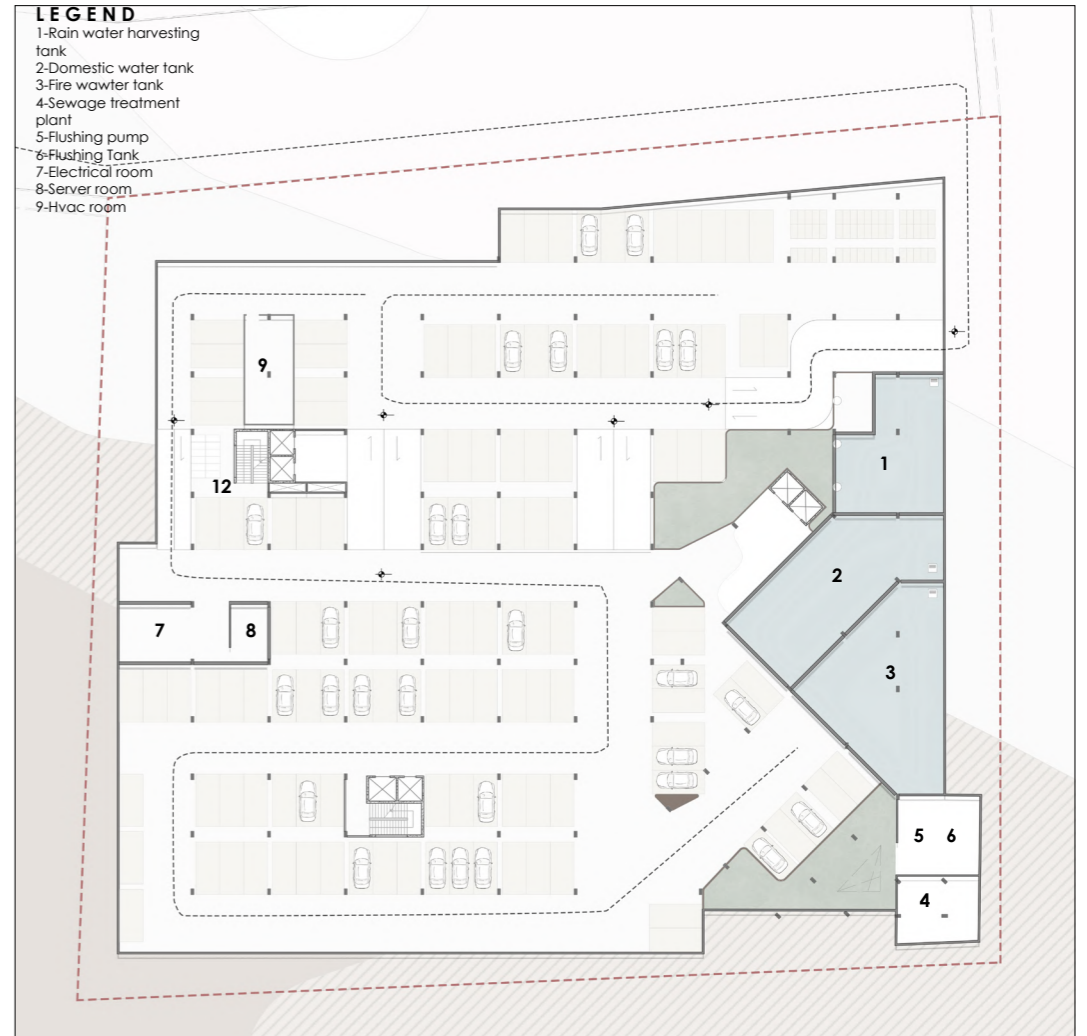 LEGEND
1-Rain water harvesting
tank
2-Domestic water tank
3-Fire wawter tank
4-Sewage treatment
plant
5-Flushing pump
6-Flushing Tank
7-Electrical room
8-Server room
9-Hvac room
9
1
12
2
7
8
3
5 6
4